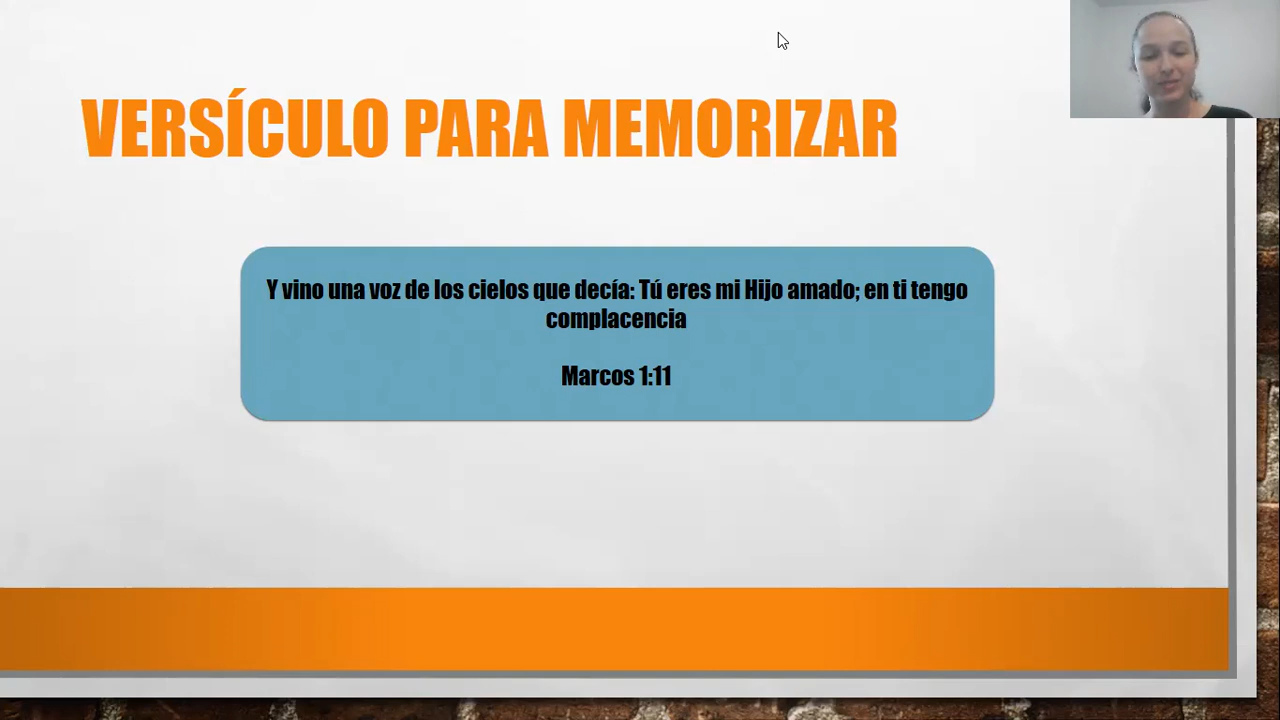 VERSÍCULO PARA MEMORIZAR
Y vino una voz de los cielos que decía: Tú eres mi Hijo amado; en ti tengo
complacencia
Marcos 1:11